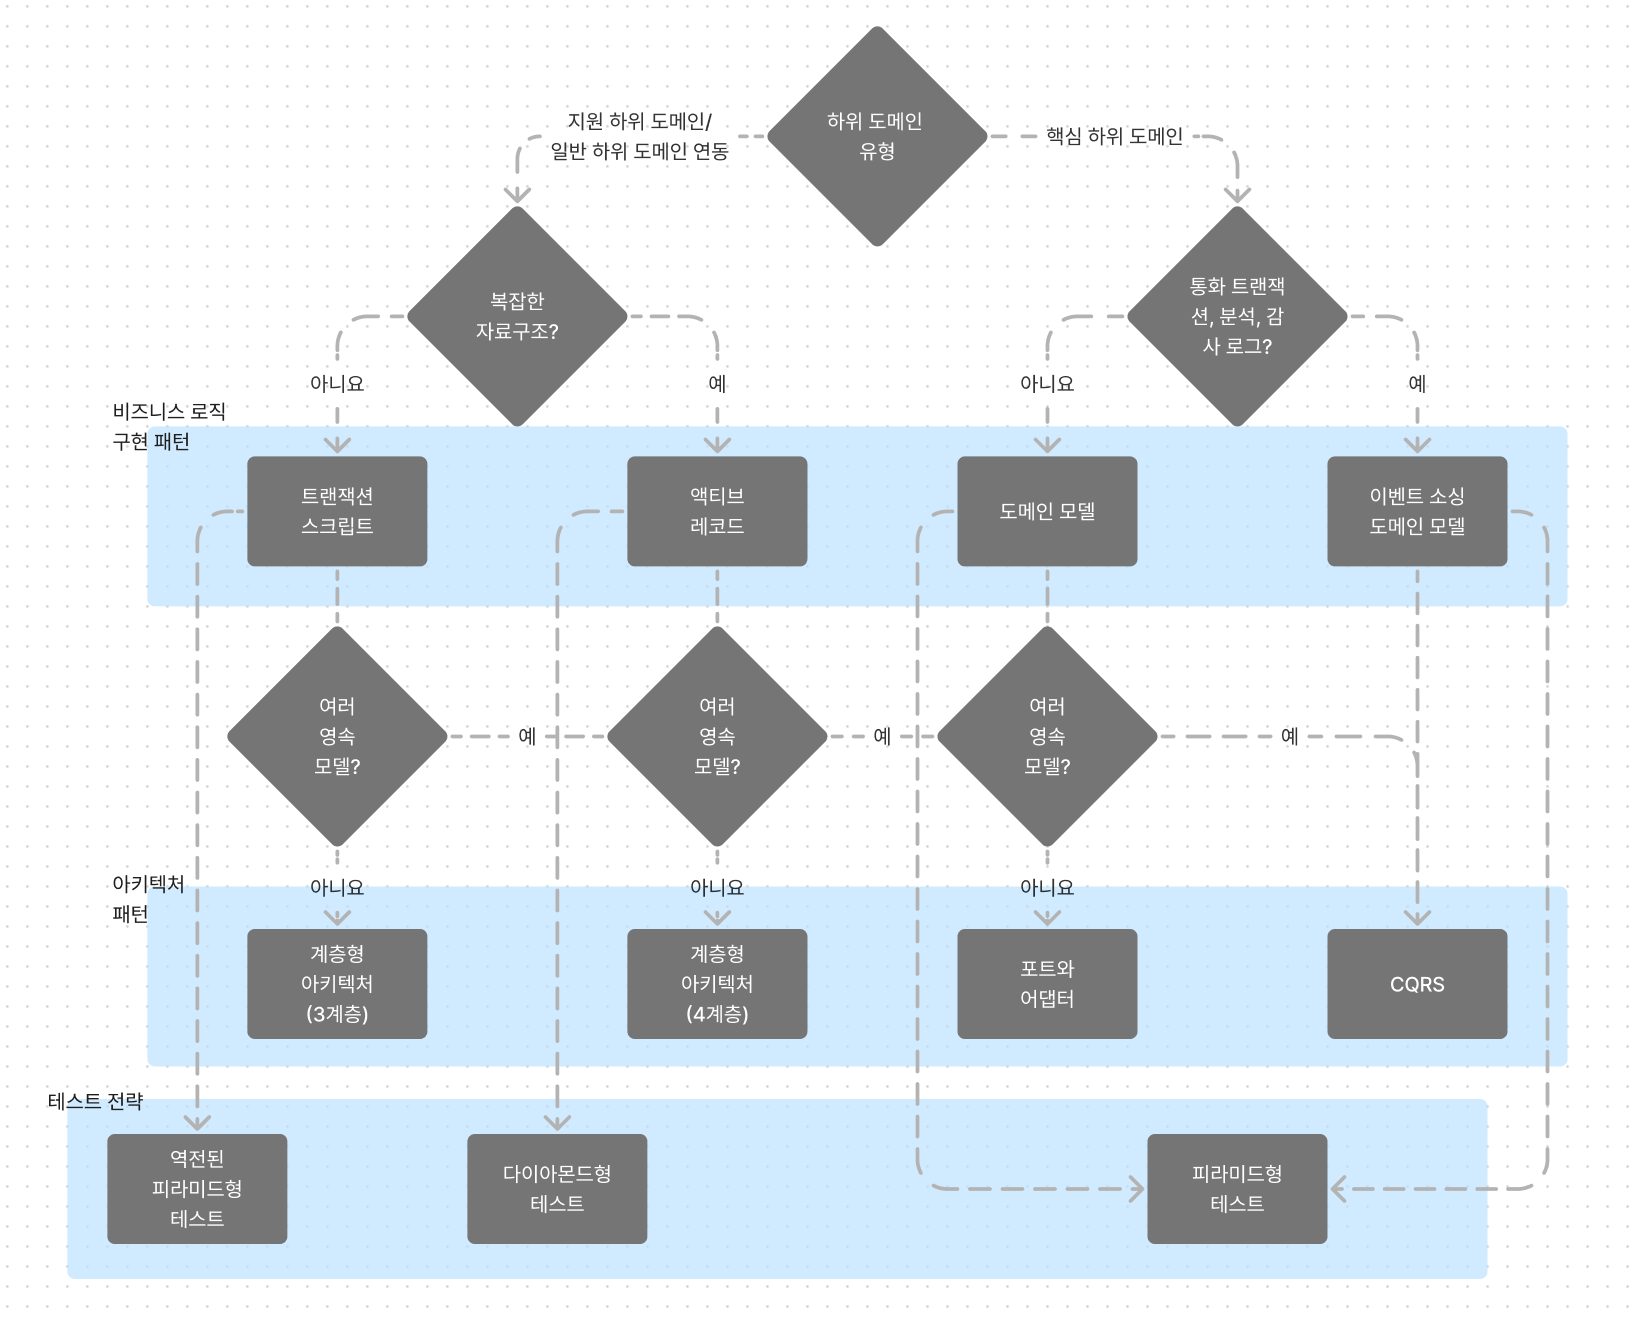 하위 도메인
유형
지원 하위 도메인/
일반 하위 도메인 연동
핵심 하위 도메인
복잡한
자료구조?
통화 트랜잭
션, 분석, 감
사 로그?
아니요
예
아니요
예
비즈니스 로직
구현 패턴
트랜잭션
스크립트
액티브
레코드
도메인 모델
이벤트 소싱
도메인 모델
여러
영속
모델?
예
여러
영속
모델?
예
여러
영속
모델?
예
아키텍처
패턴
아니요
아니요
아니요
계층형
아키텍처
(3계층)
계층형
아키텍처
(4계층)
포트와
어댑터
CQRS
테스트 전략
역전된
피라미드형
테스트
다이아몬드형
테스트
피라미드형
테스트